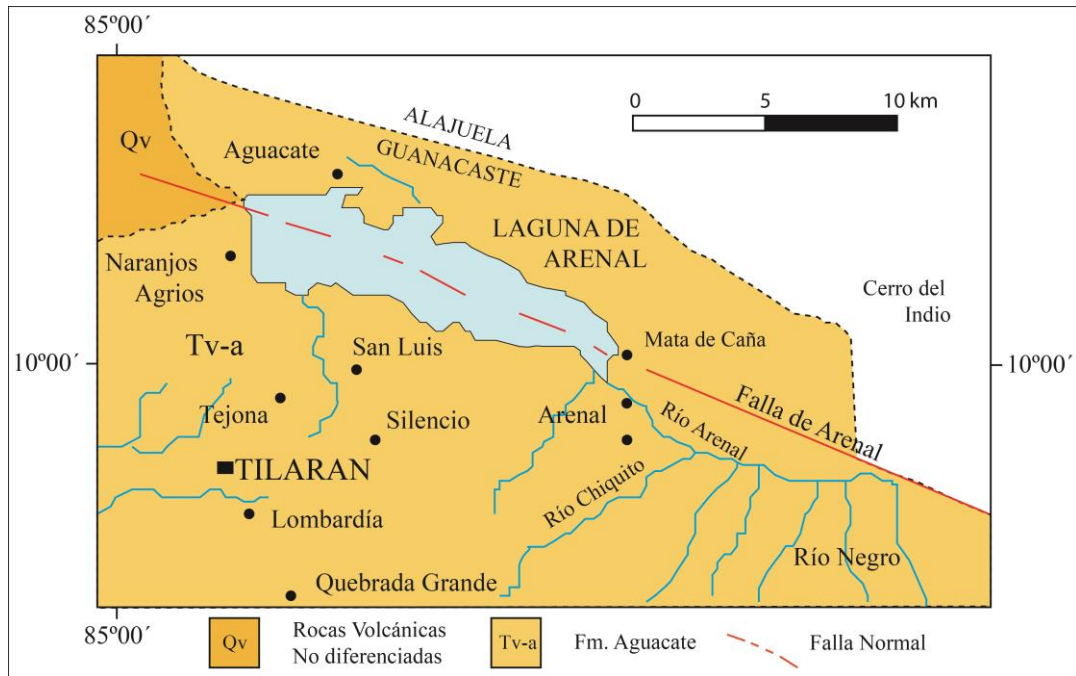 85º00´
0 5 10 km
ALAJUELA
GUANACASTE
Qv
Aguacate
LAGUNA DE
ARENAL
Naranjos
Agrios
Cerro del
Indio
Tv-a
San Luis
Mata de Caña
10º00´
10º00´
Tejona
Silencio
Arenal
Río Arenal
Falla de Arenal
TILARAN
Río Chiquito
Lombardía
Río Negro
Quebrada Grande
85º00´
Qv
Rocas Volcánicas
No diferenciadas
Tv-a
Fm. Aguacate
Falla Normal